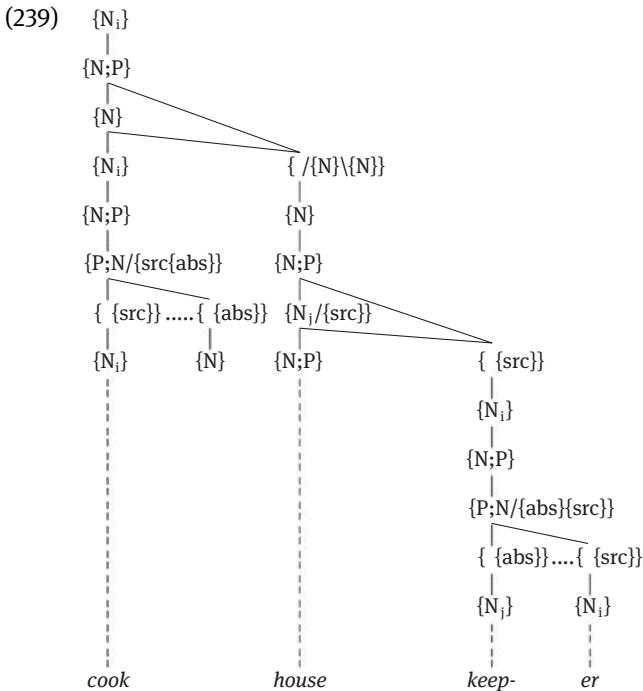 (239) {Nᵢ}
{N;P}
{N}
{Nᵢ} { /{N}\{N}}
{N;P} {N}
{P;N/{src{abs}} {N;P}
{ {src}} ..... { {abs}} {Nⱼ/{src}}
{Nᵢ} {N} {N;P} { {src}}
{Nᵢ}
{N;P}
{P;N/{abs}{src}}
{ {abs}} .... { {src}}
{Nⱼ} {Nᵢ}
cook house keep- er